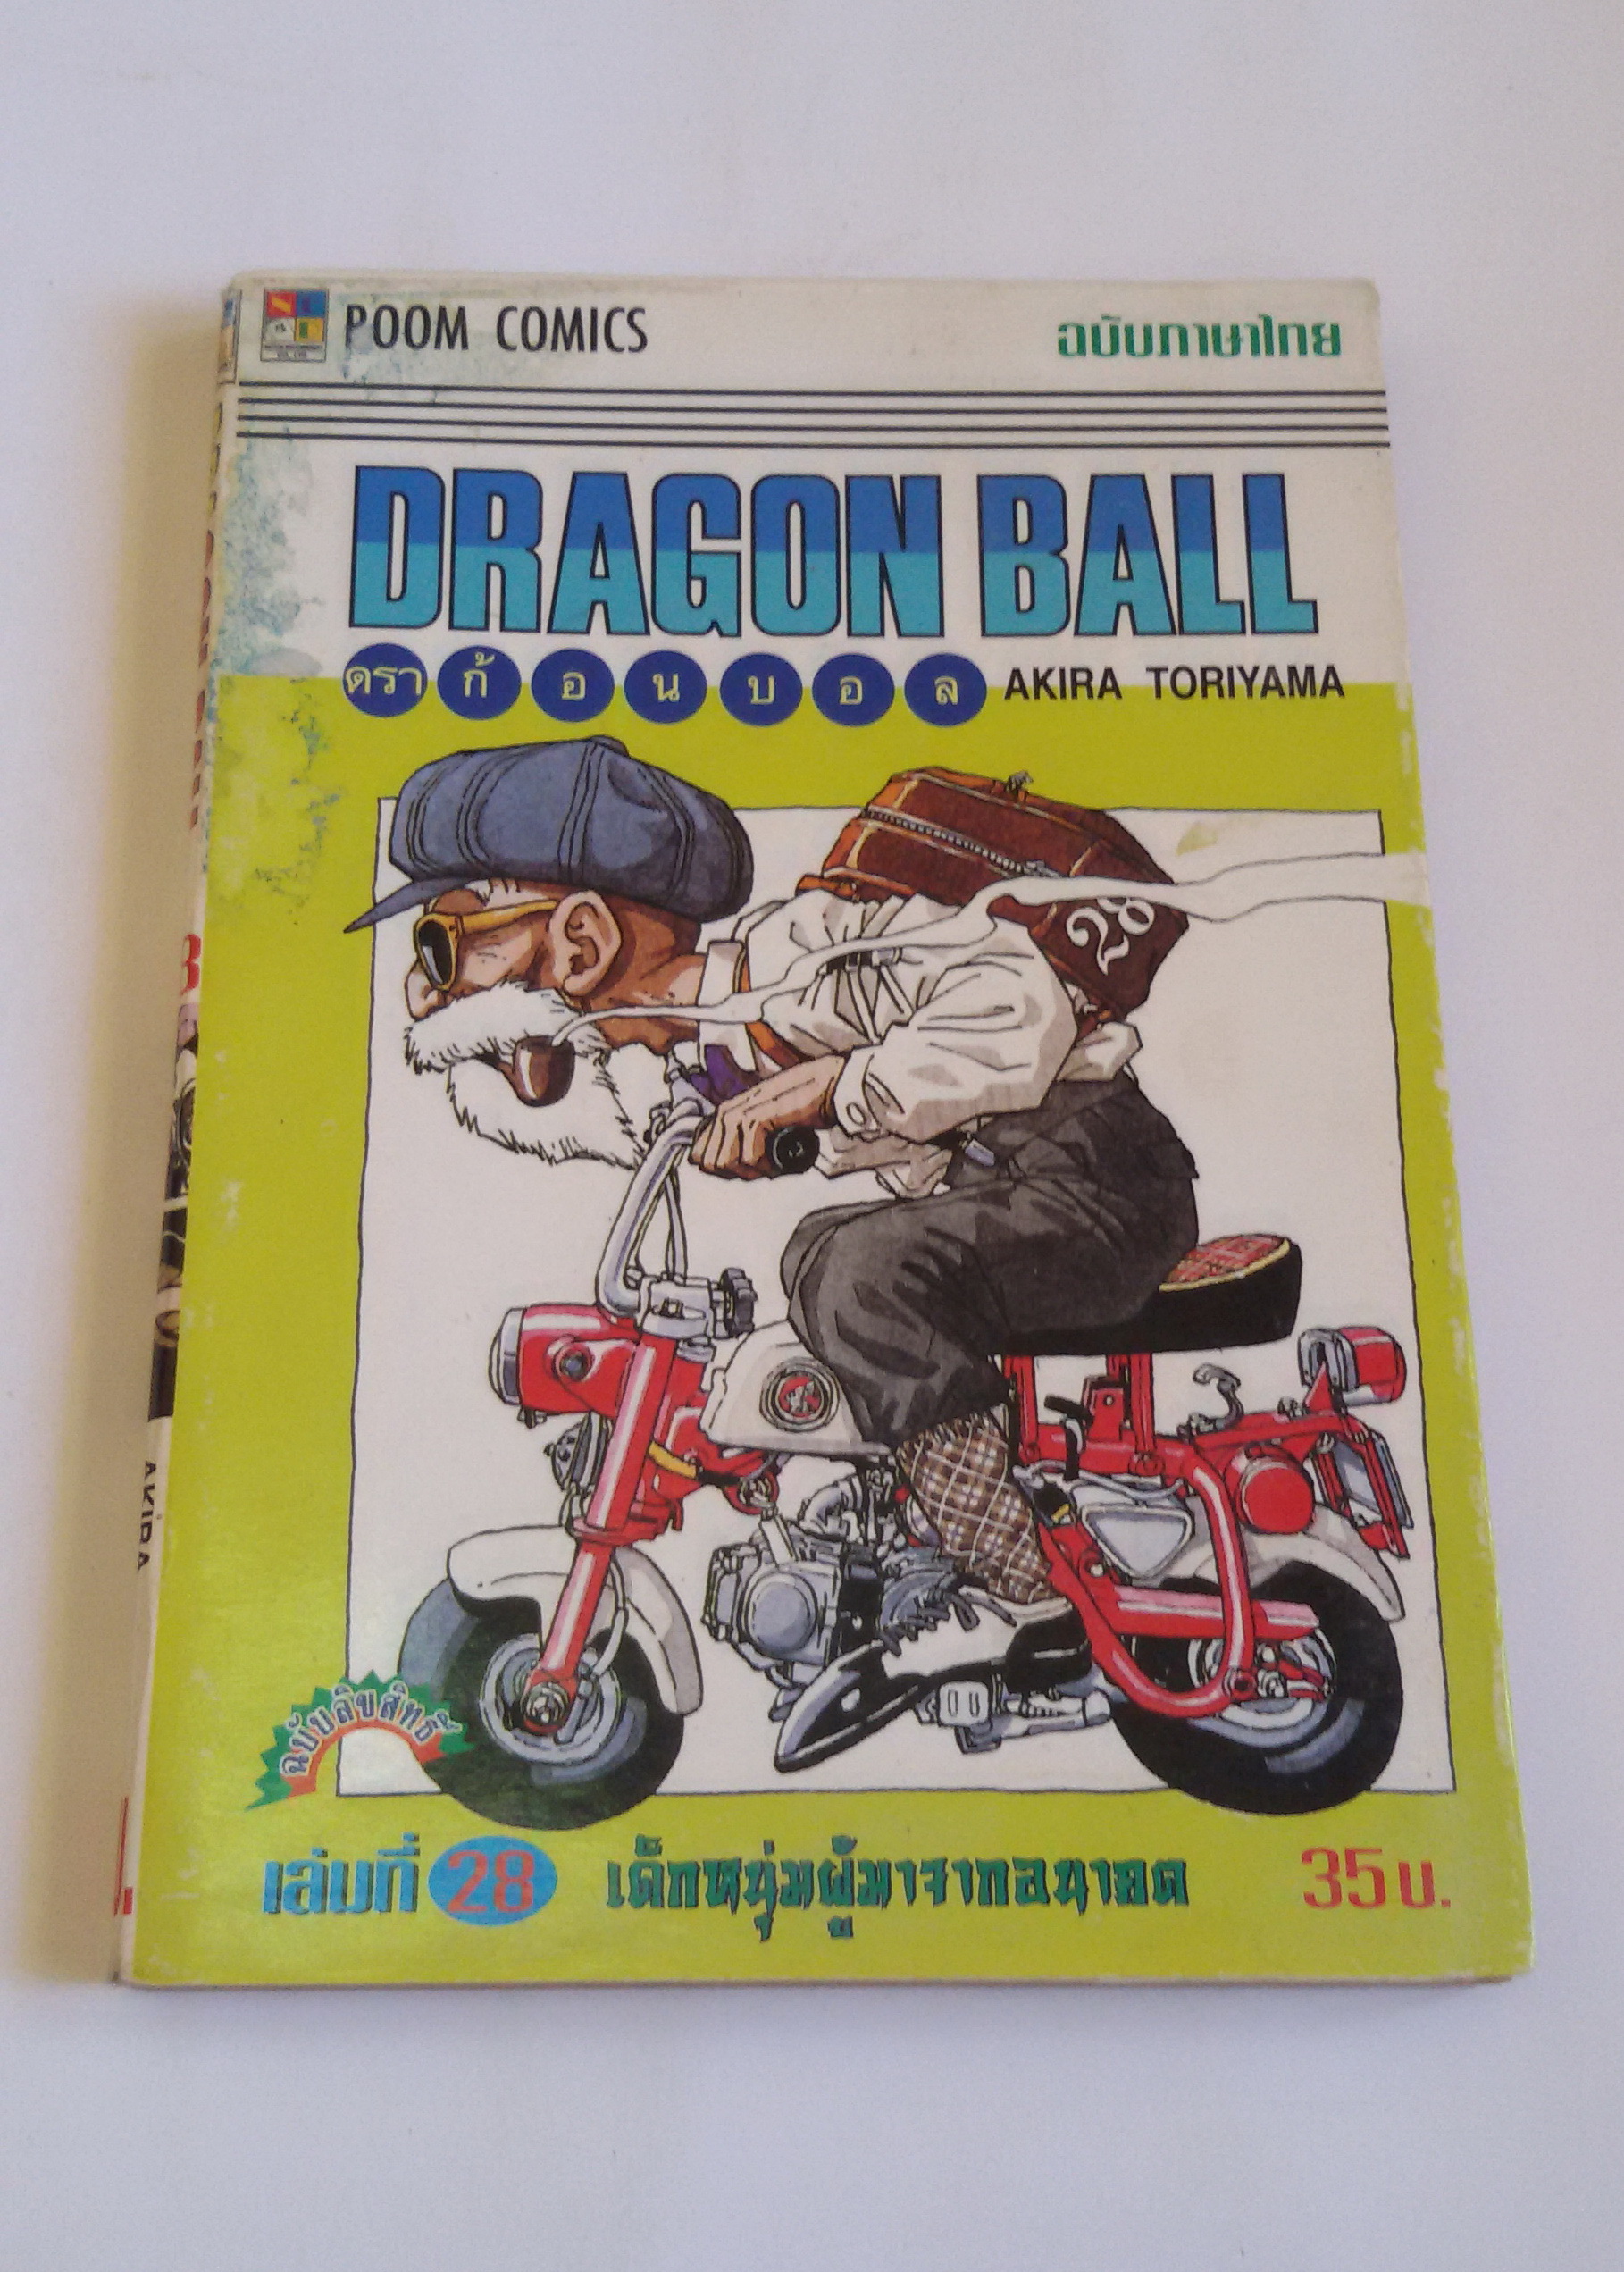 POOM COMICS
ฉบับภาษาไทย
DRAGON BALL
ดราก้อนบอล
AKIRA TORIYAMA
28
ฉบับลิขสิทธิ์
เล่มที่ 28 เด็กหนุ่มผู้มาจากอนาคต 35 บ.
AKIRA